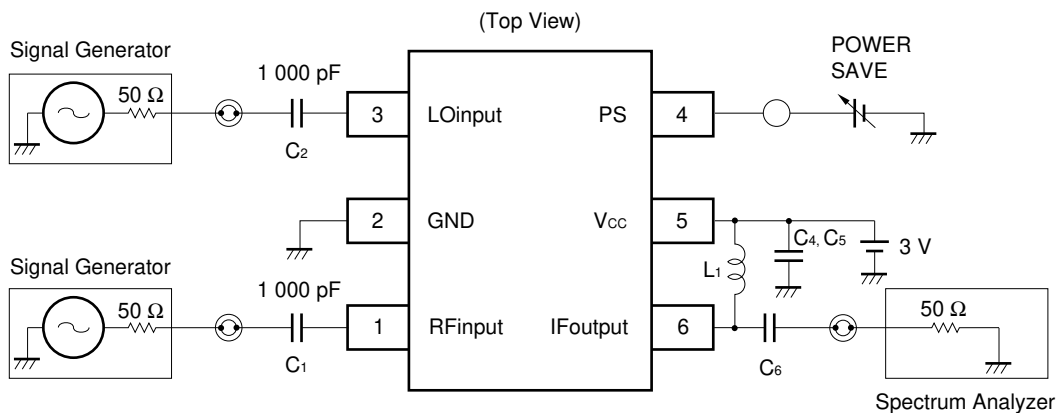 (Top View)
Signal Generator
50 Ω
1 000 pF
C2
3
LOinput
PS
4
POWER
SAVE
2
GND
VCC
5
C4, C5
3 V
L1
Signal Generator
50 Ω
1 000 pF
C1
1
RFinput
IFoutput
6
C6
50 Ω
Spectrum Analyzer